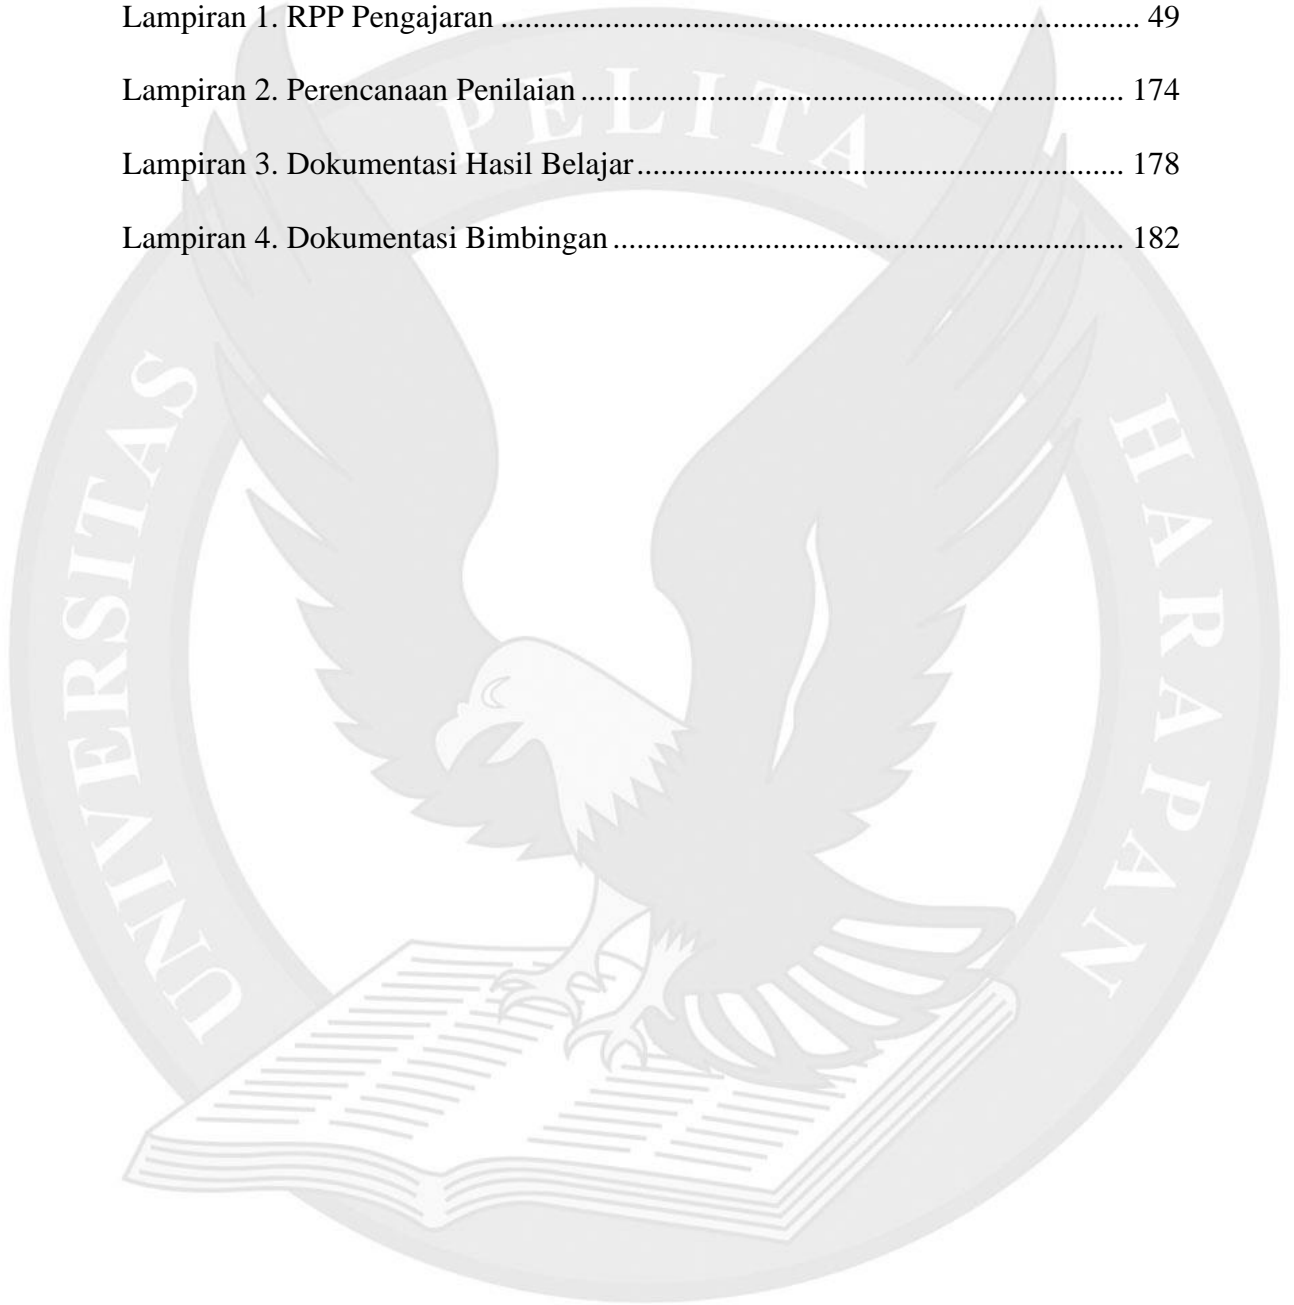 Lampiran 1. RPP Pengajaran ................................................................................ 49
Lampiran 2. Perencanaan Penilaian .................................................................... 174
Lampiran 3. Dokumentasi Hasil Belajar ............................................................. 178
Lampiran 4. Dokumentasi Bimbingan ................................................................ 182
UNIVERSITAS PELITA HARAPAN